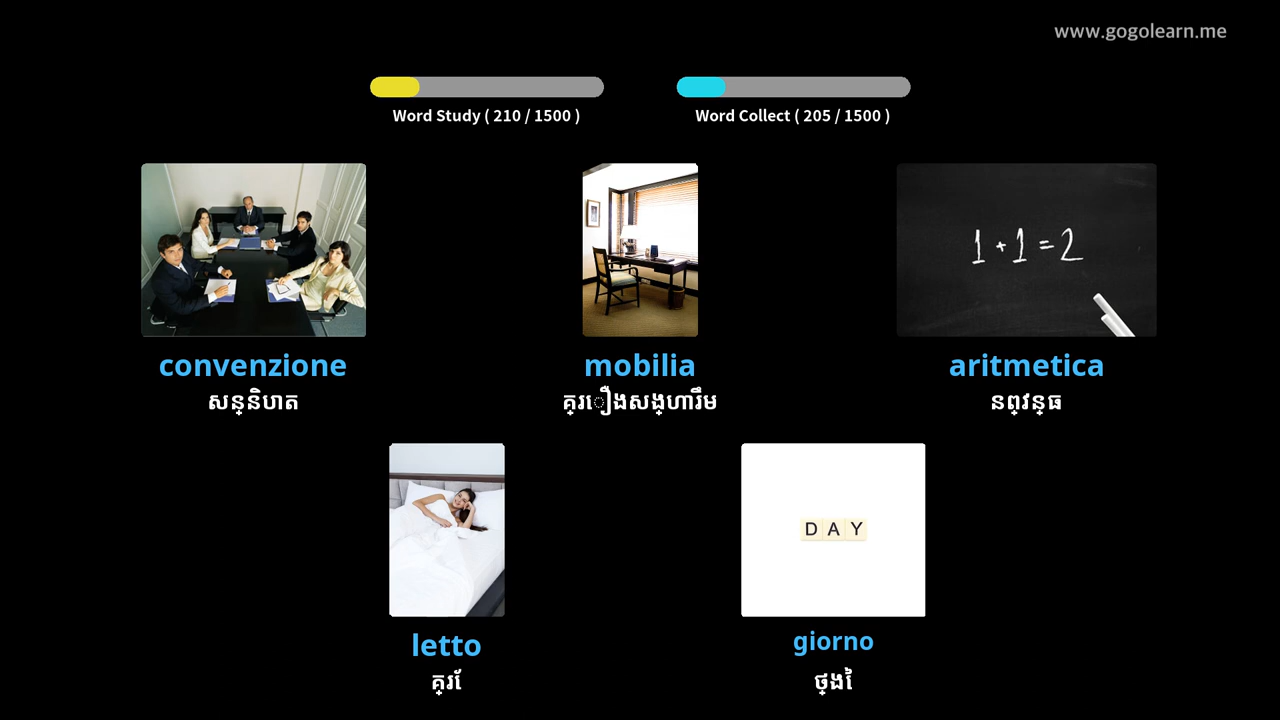 www.gogolearn.me
Word Study ( 210 / 1500 )
Word Collect ( 205 / 1500 )
1 + 1 = 2
convenzione
mobilia
aritmetica
សន្និបាត
គ្រឿងសង្ហារឹម
នព្វន្ធ
DAY
letto
giorno
គ្រែ
ថ្ងៃ